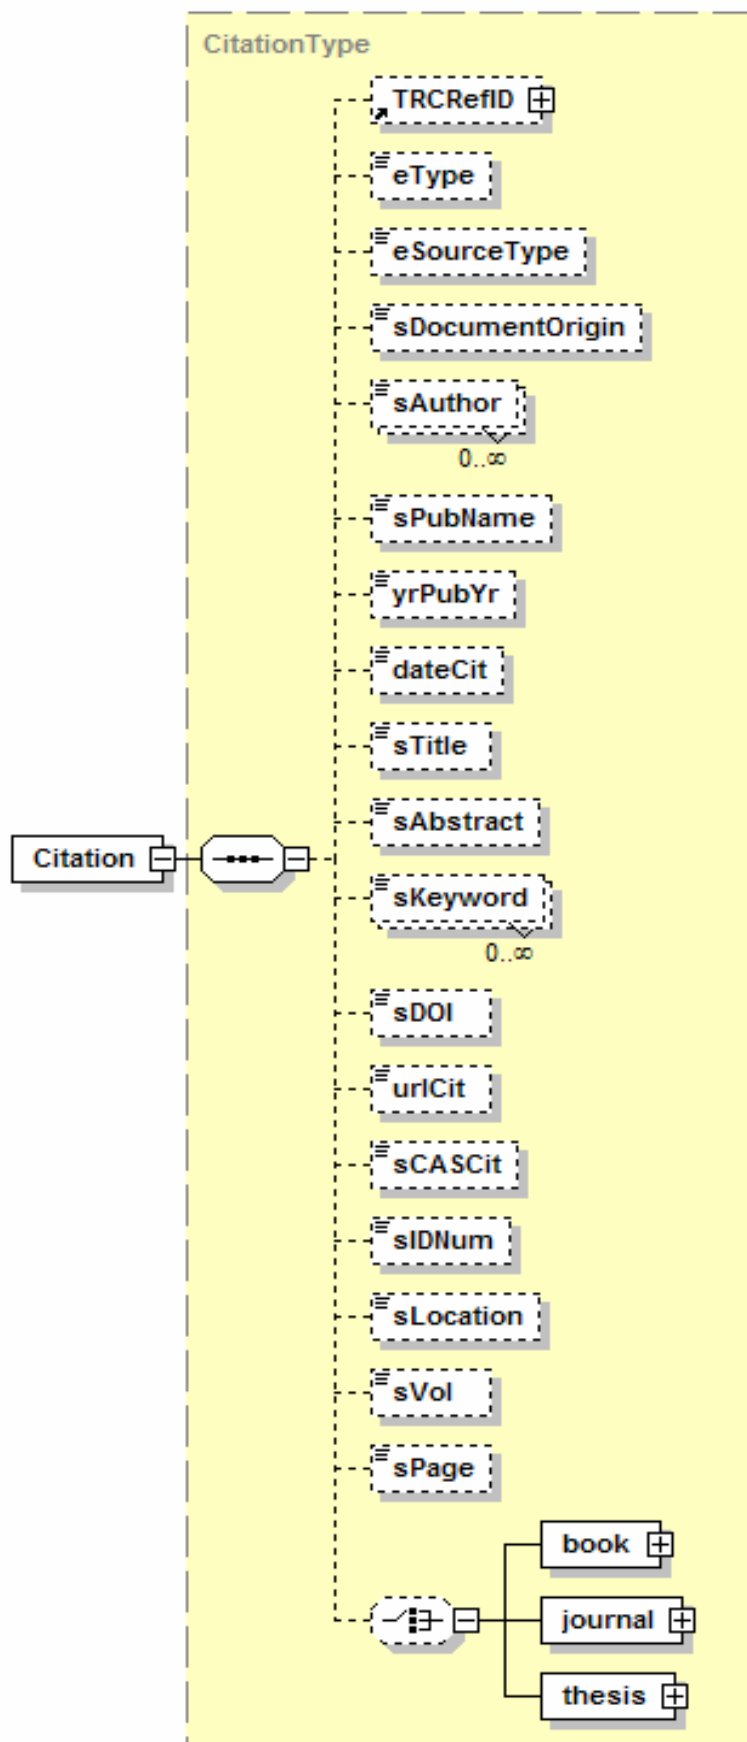 CitationType
TRCRefID
eType
eSourceType
sDocumentOrigin
sAuthor
0..∞
sPubName
yrPubYr
dateCit
sTitle
sAbstract
Citation
sKeyword
0..∞
sDOI
urlCit
sCASCit
sIDNum
sLocation
sVol
sPage
book
journal
thesis